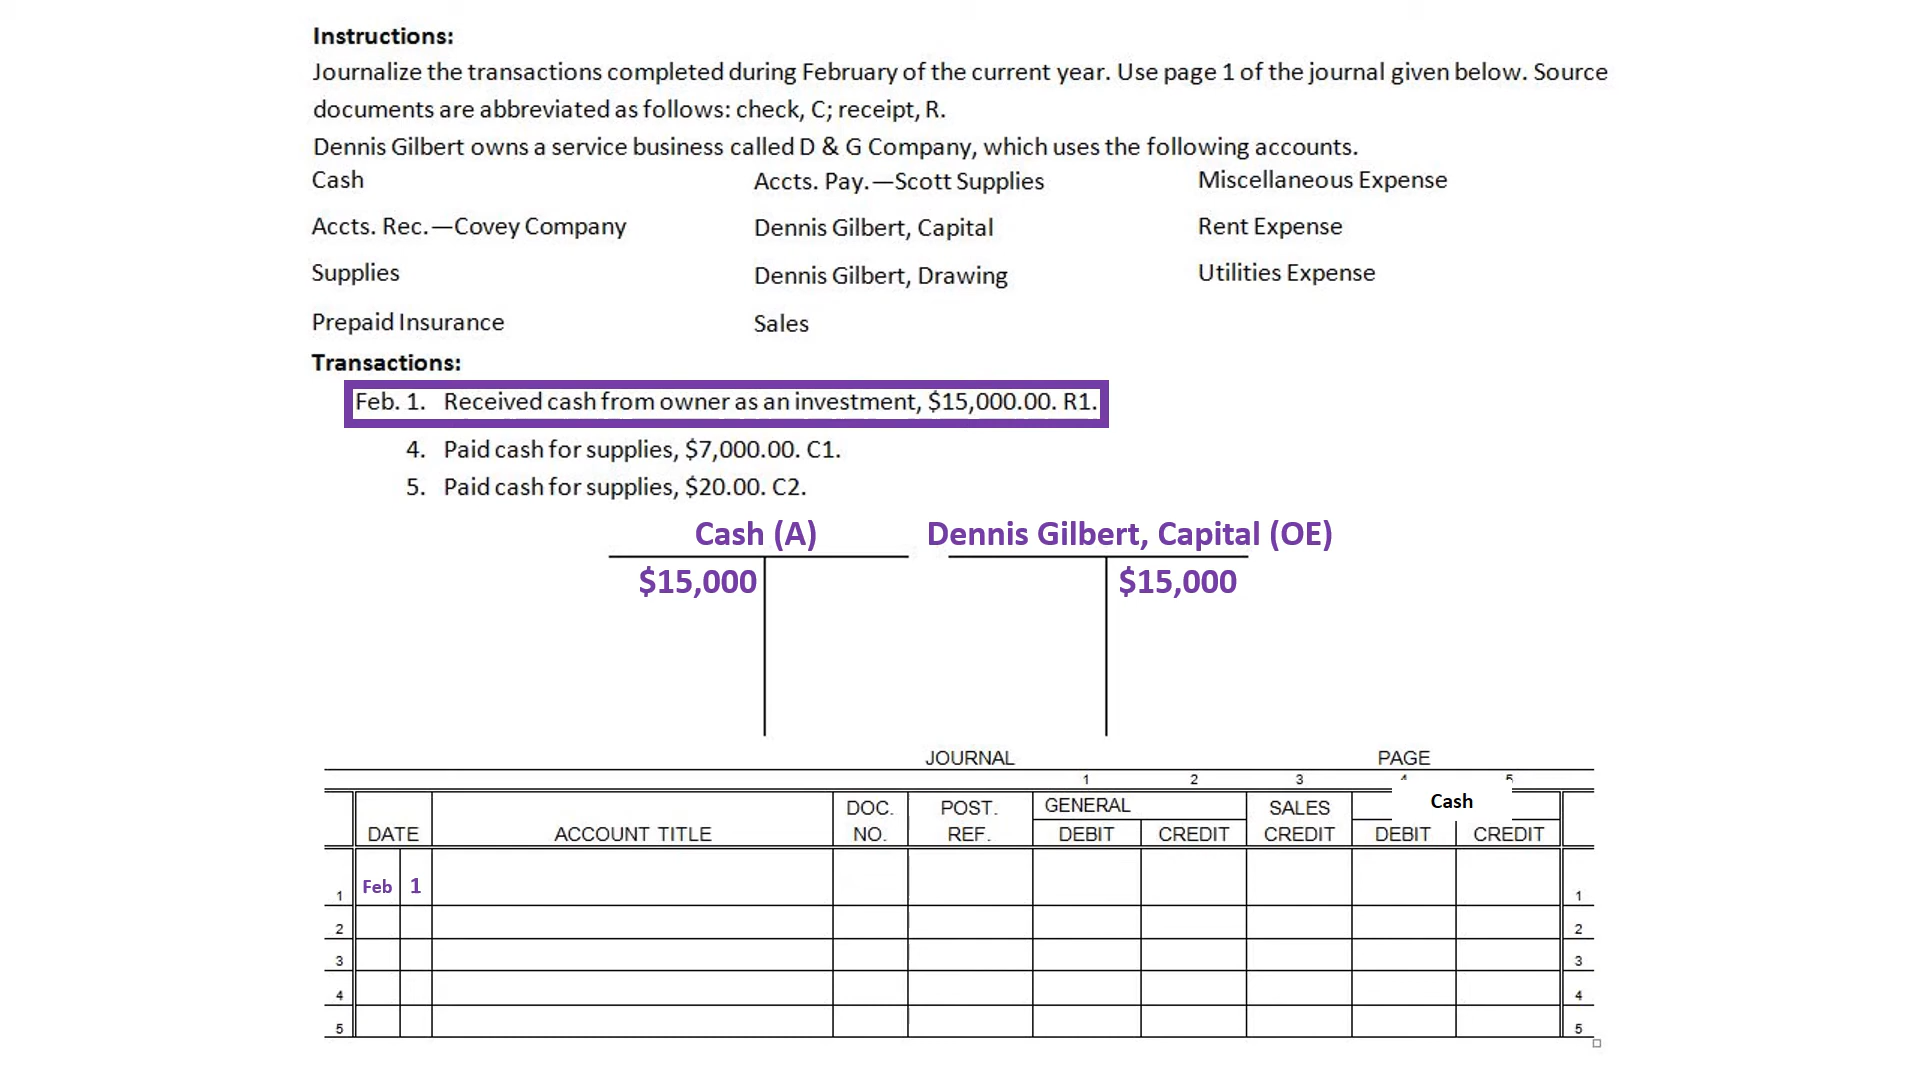 Instructions:
Journalize the transactions completed during February of the current year. Use page 1 of the journal given below. Source
documents are abbreviated as follows: check, C; receipt, R.
Dennis Gilbert owns a service business called D & G Company, which uses the following accounts.
Cash Accts. Pay.—Scott Supplies Miscellaneous Expense
Accts. Rec.—Covey Company Dennis Gilbert, Capital Rent Expense
Supplies Dennis Gilbert, Drawing Utilities Expense
Prepaid Insurance Sales
Transactions:
Feb. 1. Received cash from owner as an investment, $15,000.00. R1.
4. Paid cash for supplies, $7,000.00. C1.
5. Paid cash for supplies, $20.00. C2.
Cash (A) Dennis Gilbert, Capital (OE)
$15,000 $15,000
JOURNAL PAGE
1 2 3 4 5
DOC. POST. GENERAL SALES Cash
DATE ACCOUNT TITLE NO. REF. DEBIT CREDIT CREDIT DEBIT CREDIT
1 Feb 1 1
2 2
3 3
4 4
5 5